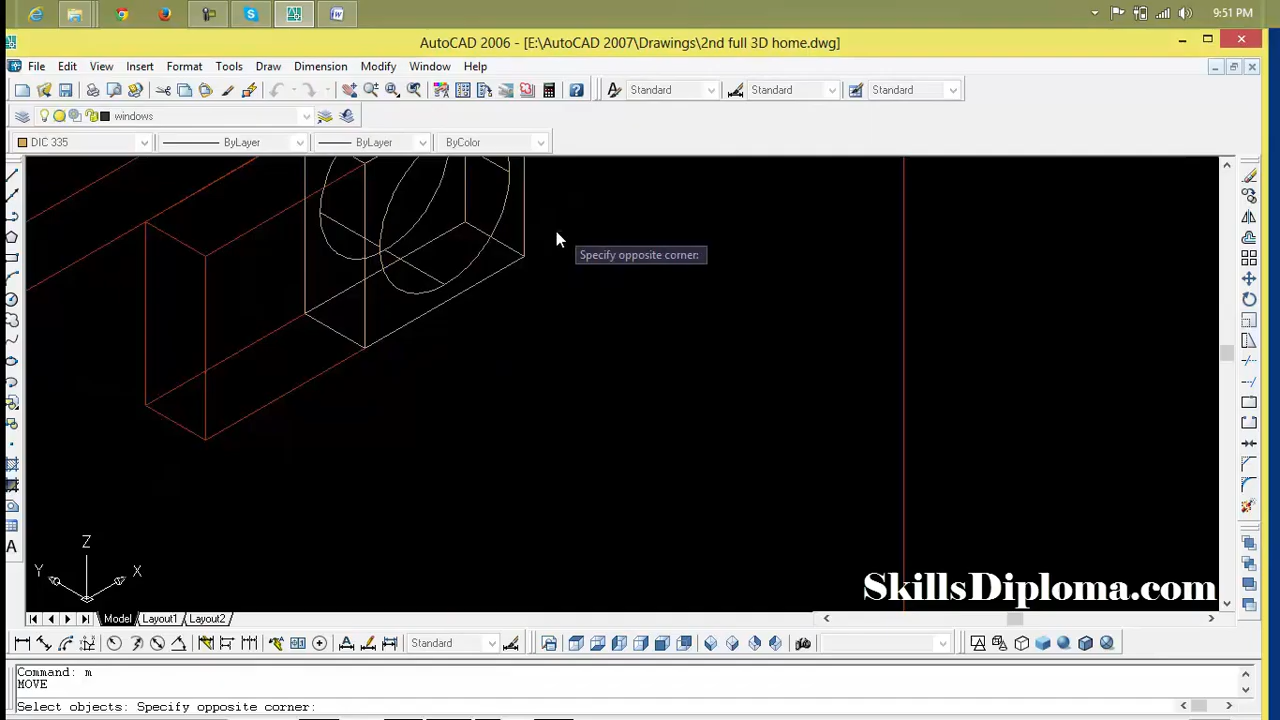 9:51 PM
AutoCAD 2006 - [E:\AutoCAD 2007\Drawings\2nd full 3D home.dwg]
File Edit View Insert Format Tools Draw Dimension Modify Window Help
Standard Standard Standard
windows
DIC 335 ByLayer ByLayer ByColor
Specify opposite corner:
Z
Y X
SkillsDiploma.com
Model Layout1 Layout2
Standard
Command: m
MOVE
Select objects: Specify opposite corner: